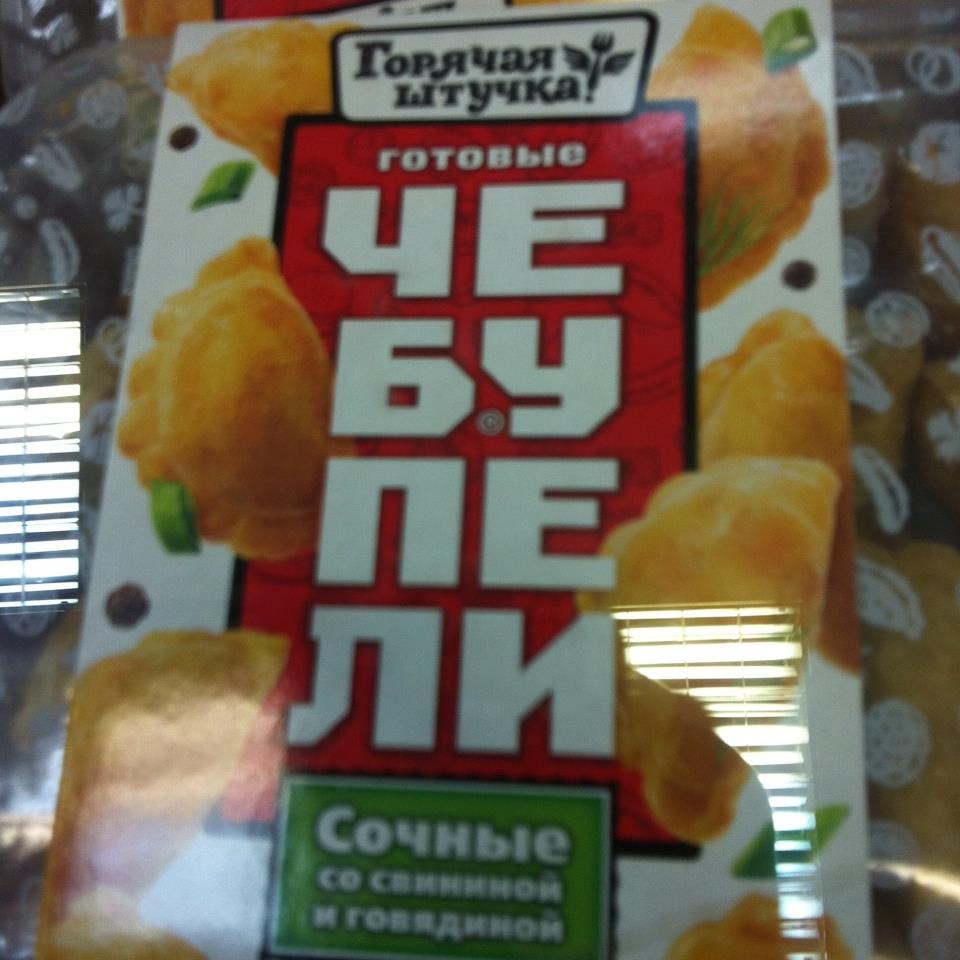 Горячая
штучка!
готовые
ЧЕ
БУ
ПЕ
ЛИ
Сочные
со свининой
и говядиной